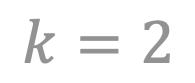 k = 2